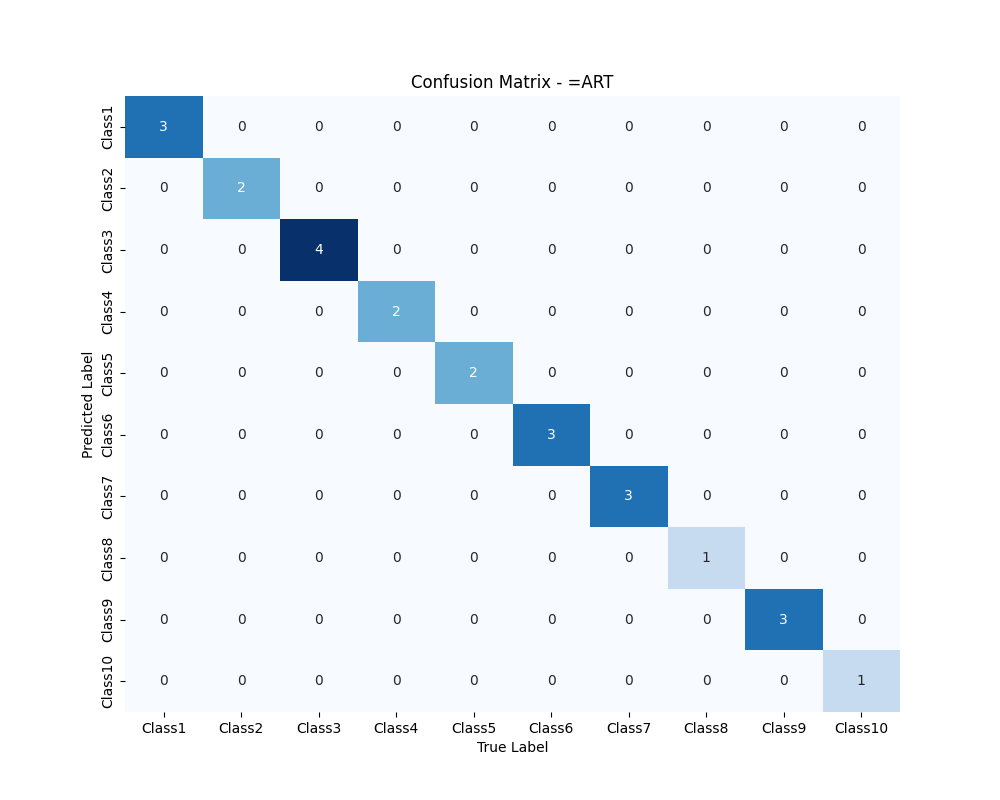 Confusion Matrix - =ART
Predicted Label
Class1 3 0 0 0 0 0 0 0 0 0
Class2 0 2 0 0 0 0 0 0 0 0
Class3 0 0 4 0 0 0 0 0 0 0
Class4 0 0 0 2 0 0 0 0 0 0
Class5 0 0 0 0 2 0 0 0 0 0
Class6 0 0 0 0 0 3 0 0 0 0
Class7 0 0 0 0 0 0 3 0 0 0
Class8 0 0 0 0 0 0 0 1 0 0
Class9 0 0 0 0 0 0 0 0 3 0
Class10 0 0 0 0 0 0 0 0 0 1
Class1 Class2 Class3 Class4 Class5 Class6 Class7 Class8 Class9 Class10
True Label